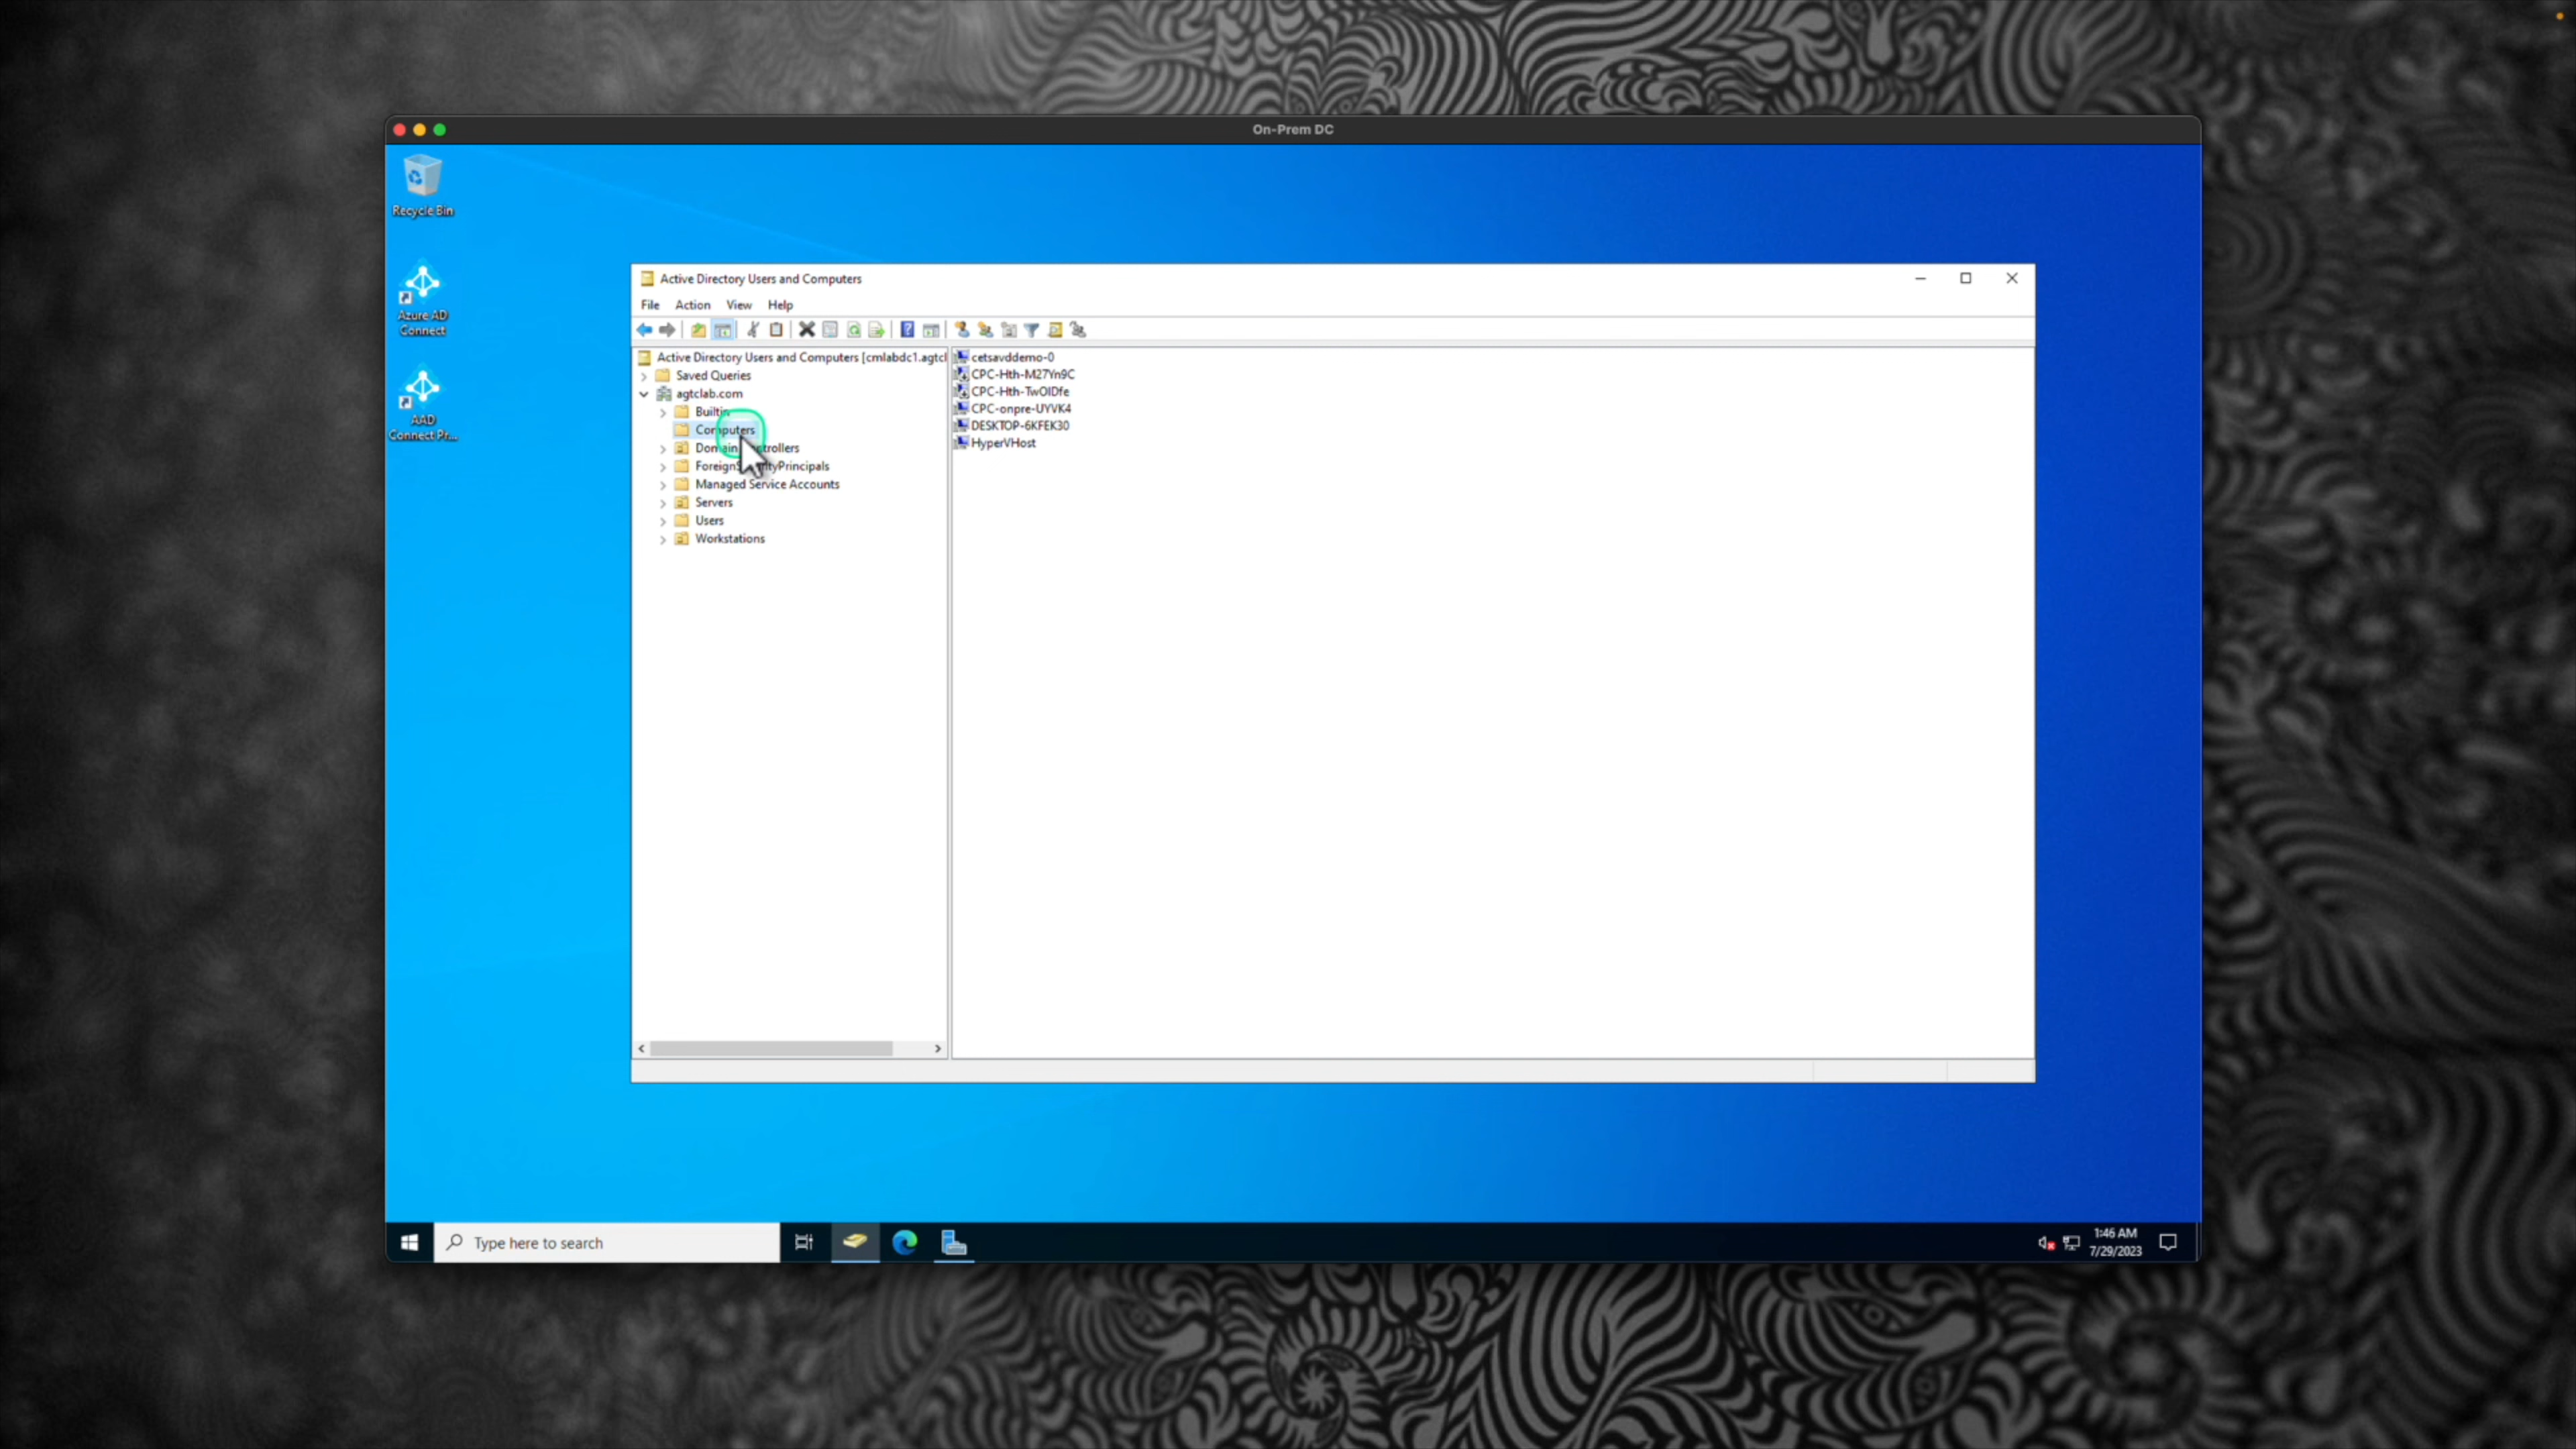 On-Prem DC
Recycle Bin
Azure AD
Connect
AAD
Connect Pr...
Active Directory Users and Computers
File Action View Help
Active Directory Users and Computers [cmlabdc1.agtcl
Saved Queries
agtclab.com
Builtin
Computers
Domain Controllers
ForeignSecurityPrincipals
Managed Service Accounts
Servers
Users
Workstations
cetsavddemo-0
CPC-Hth-M27Yn9C
CPC-Hth-TwOIDfe
CPC-onpre-UYVK4
DESKTOP-6KFEK30
HyperVHost
Type here to search
1:46 AM
7/29/2023